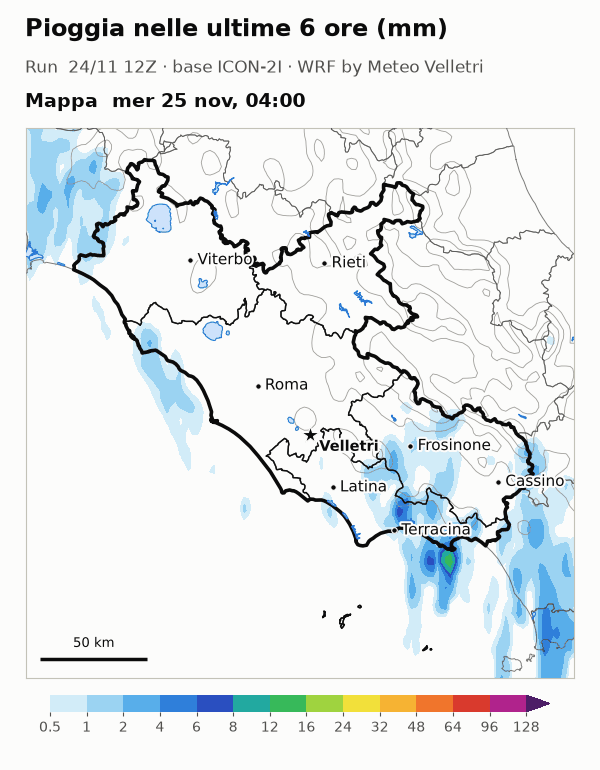 Pioggia nelle ultime 6 ore (mm)
Run  24/11 12Z · base ICON-2I · WRF by Meteo Velletri
Mappa  mer 25 nov, 04:00
Viterbo
Rieti
Roma
Velletri
Frosinone
Latina
Cassino
Terracina
50 km
0.5 1 2 4 6 8 12 16 24 32 48 64 96 128